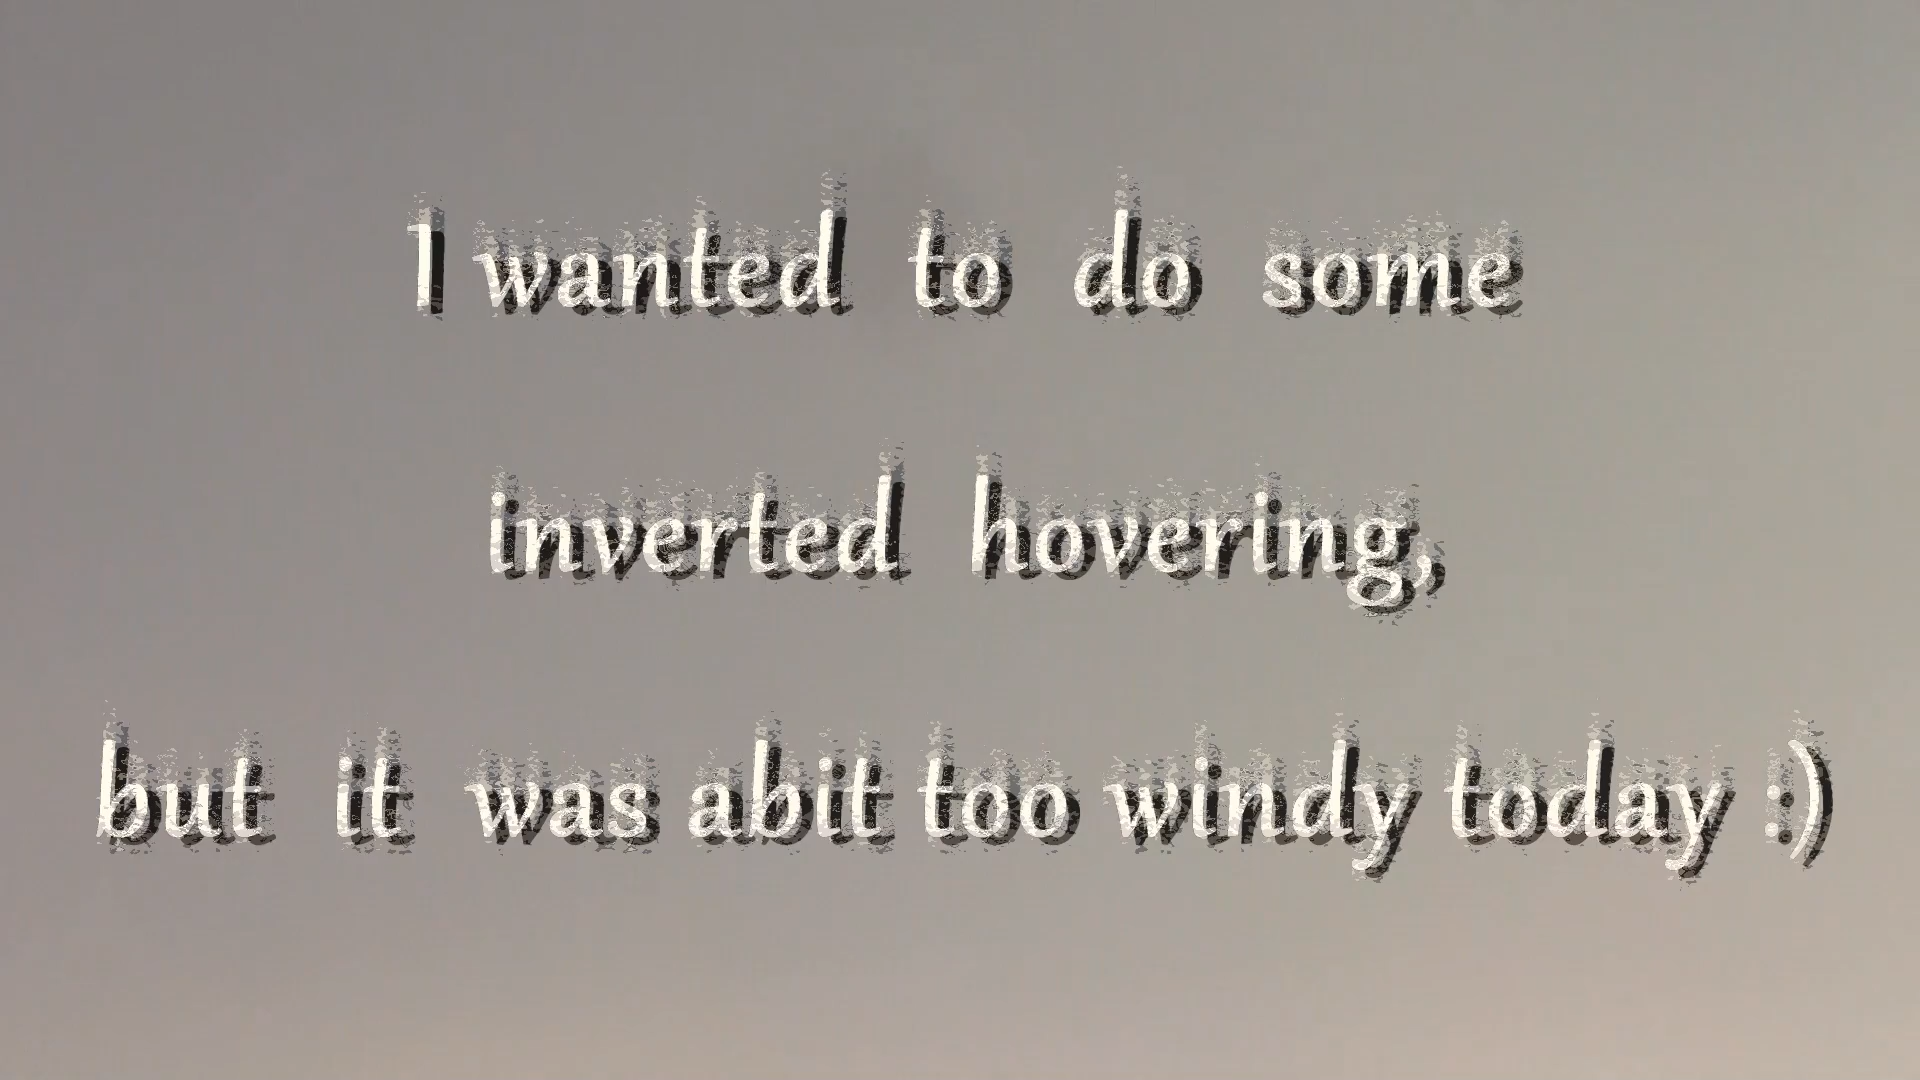 I wanted to do some
inverted hovering,
but it was abit too windy today :)